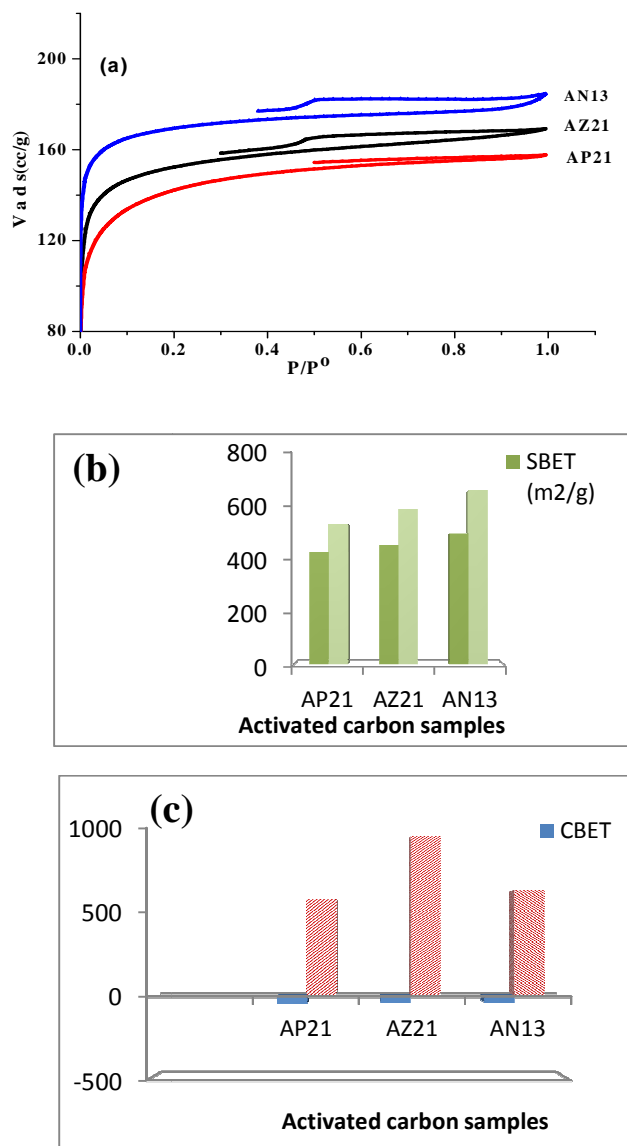 (a)
200
160
120
80
V a d s(cc/g)
AN13
AZ21
AP21
0.0 0.2 0.4 0.6 0.8 1.0
P/P⁰
(b)
800
600
400
200
0
SBET
(m2/g)
AP21 AZ21 AN13
Activated carbon samples
(c)
1000
500
0
-500
CBET
AP21 AZ21 AN13
Activated carbon samples